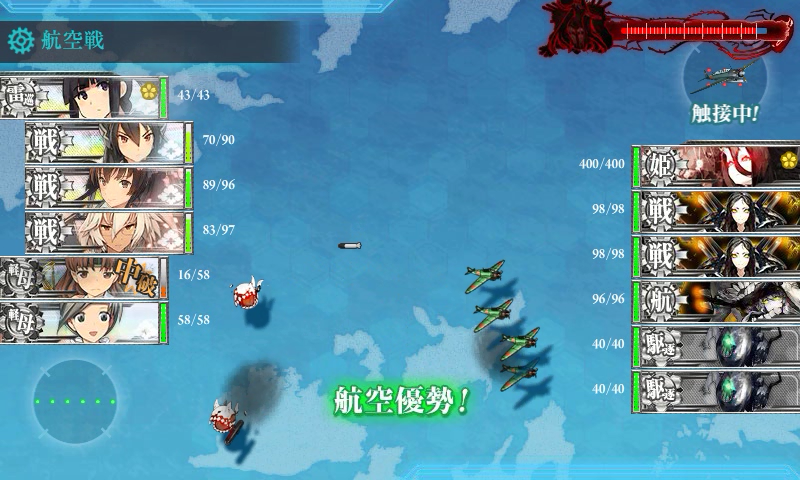 航空戦
触接中!
雷巡
43/43
戦
70/90
戦
89/96
戦
83/97
軽母
中破
16/58
軽母
58/58
姫
400/400
戦
98/98
戦
98/98
航
96/96
駆逐
40/40
駆逐
40/40
航空優勢!